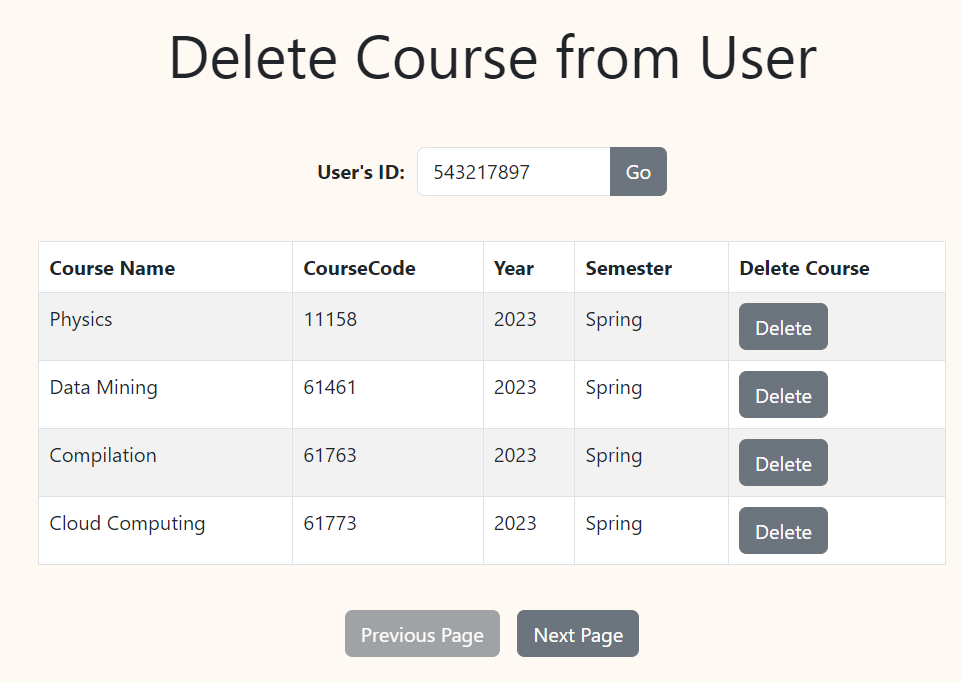 Delete Course from User
User's ID: 543217897 Go
Course Name CourseCode Year Semester Delete Course
Physics 11158 2023 Spring Delete
Data Mining 61461 2023 Spring Delete
Compilation 61763 2023 Spring Delete
Cloud Computing 61773 2023 Spring Delete
Previous Page Next Page